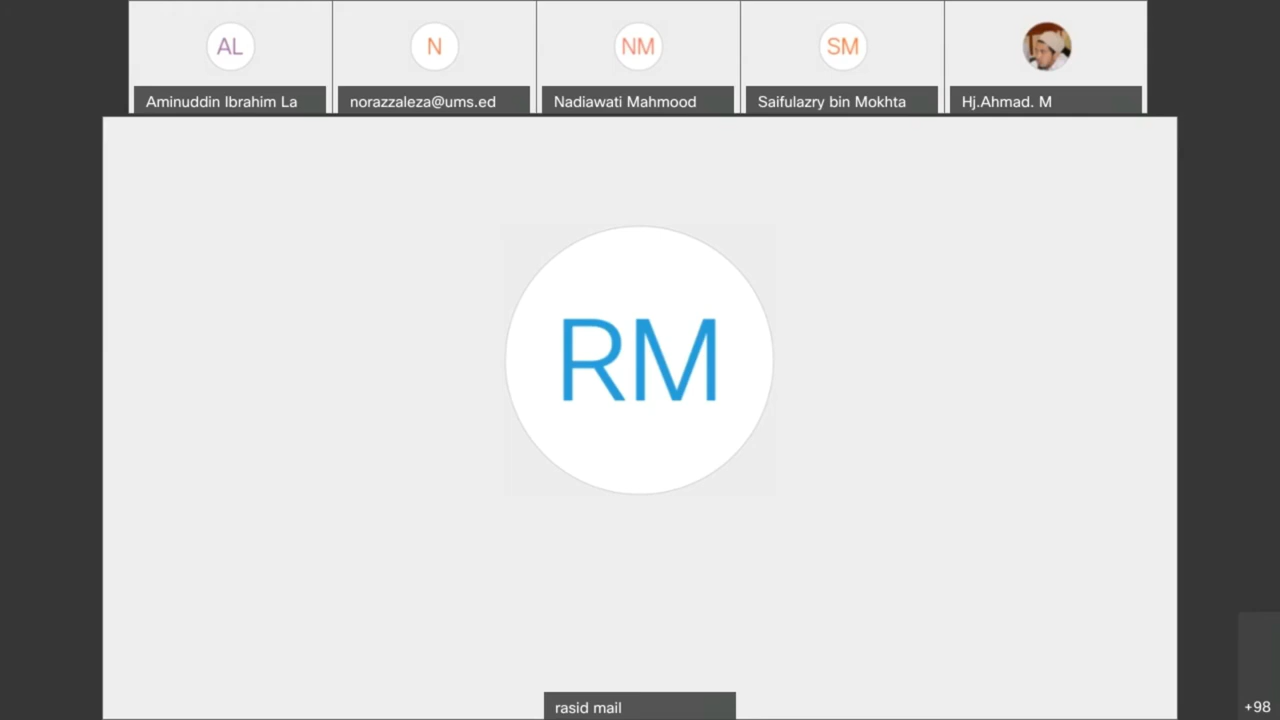 AL
N
NM
SM
Aminuddin Ibrahim La
norazzaleza@ums.ed
Nadiawati Mahmood
Saifulazry bin Mokhta
Hj.Ahmad. M
RM
rasid mail
+98